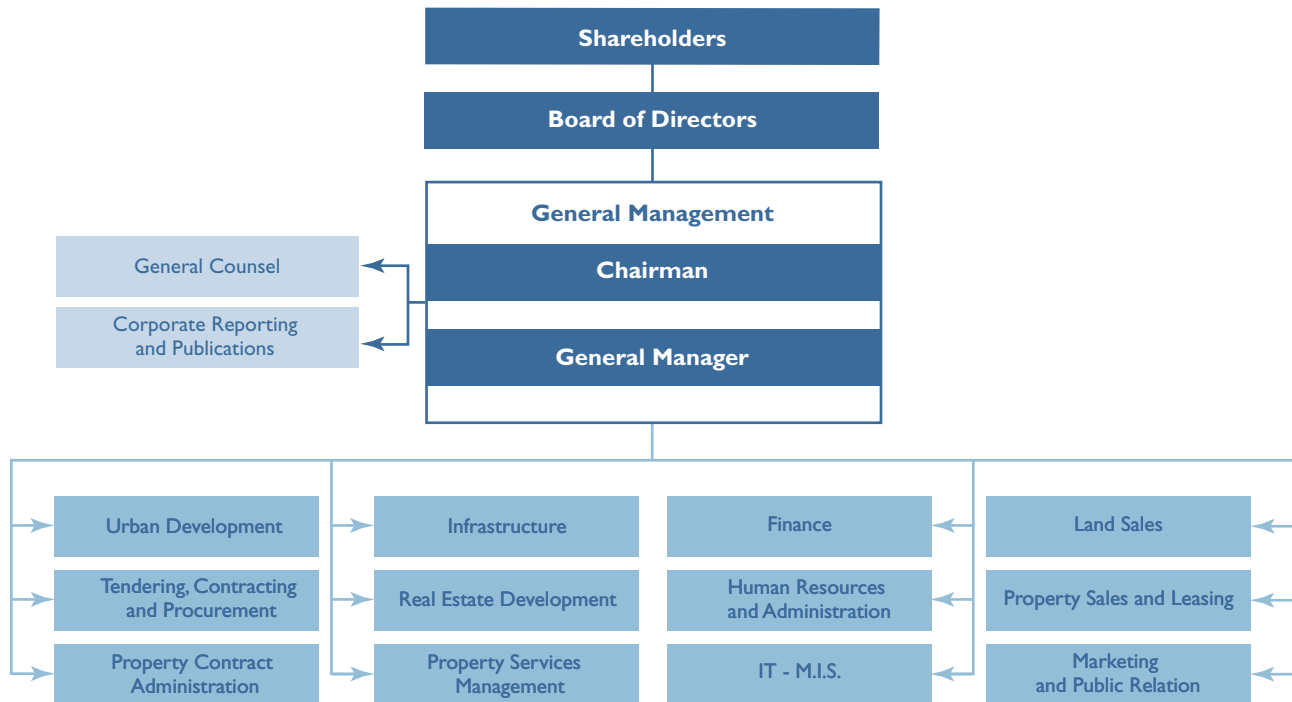 Shareholders
Board of Directors
General Management
Chairman
General Manager
General Counsel
Corporate Reporting
and Publications
Urban Development
Infrastructure
Finance
Land Sales
Tendering, Contracting
and Procurement
Real Estate Development
Human Resources
and Administration
Property Sales and Leasing
Property Contract
Administration
Property Services
Management
IT - M.I.S.
Marketing
and Public Relation